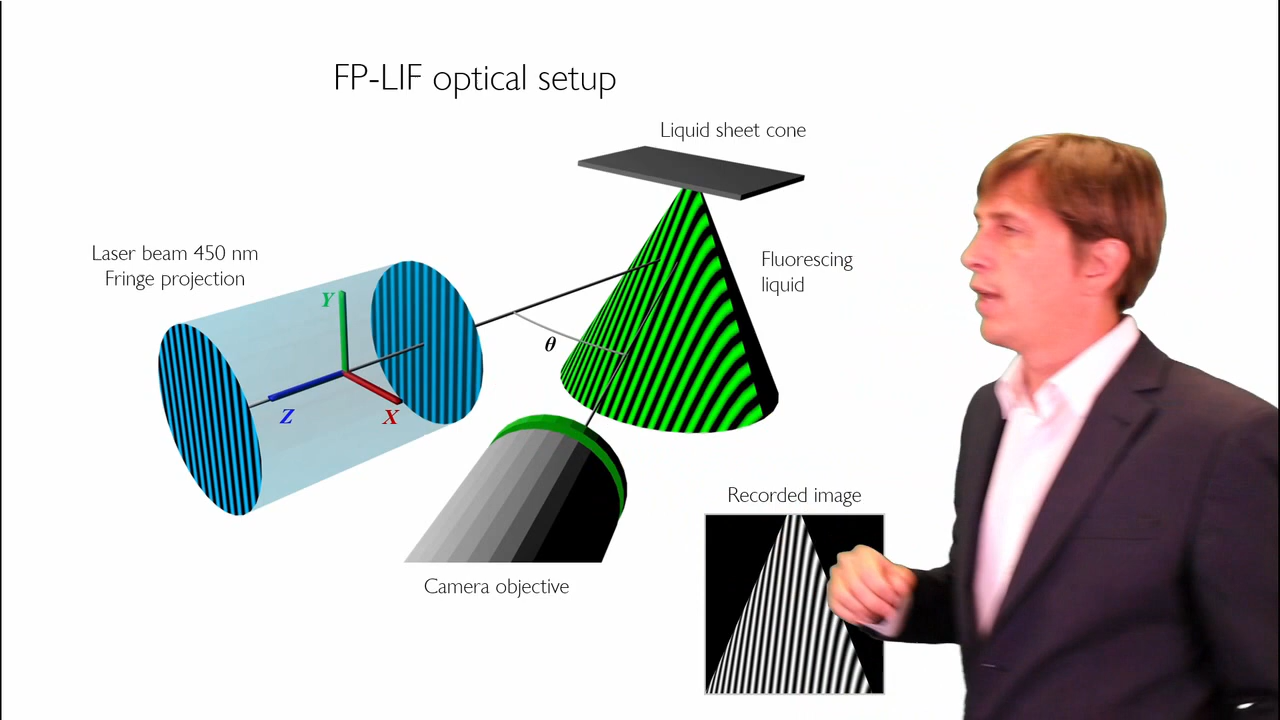 FP-LIF optical setup
Liquid sheet cone
Laser beam 450 nm
Fringe projection
Fluorescing
liquid
Y
θ
Z
X
Recorded image
Camera objective